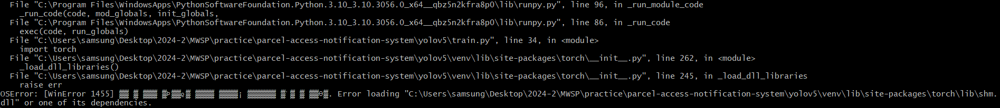 File "C:\Program Files\WindowsApps\PythonSoftwareFoundation.Python.3.10_3.10.3056.0_x64__qbz5n2kfra8p0\lib\runpy.py", line 96, in _run_module_code
_run_code(code, mod_globals, init_globals,
File "C:\Program Files\WindowsApps\PythonSoftwareFoundation.Python.3.10_3.10.3056.0_x64__qbz5n2kfra8p0\lib\runpy.py", line 86, in _run_code
exec(code, run_globals)
File "C:\Users\samsung\Desktop\2024-2\MWSP\practice\parcel-access-notification-system\yolov5\train.py", line 34, in <module>
import torch
File "C:\Users\samsung\Desktop\2024-2\MWSP\practice\parcel-access-notification-system\yolov5\venv\lib\site-packages\torch\__init__.py", line 262, in <module>
_load_dll_libraries()
File "C:\Users\samsung\Desktop\2024-2\MWSP\practice\parcel-access-notification-system\yolov5\venv\lib\site-packages\torch\__init__.py", line 245, in _load_dll_libraries
raise err
OSError: [WinError 1455] . Error loading "C:\Users\samsung\Desktop\2024-2\MWSP\practice\parcel-access-notification-system\yolov5\venv\lib\site-packages\torch\lib\shm.
dll" or one of its dependencies.